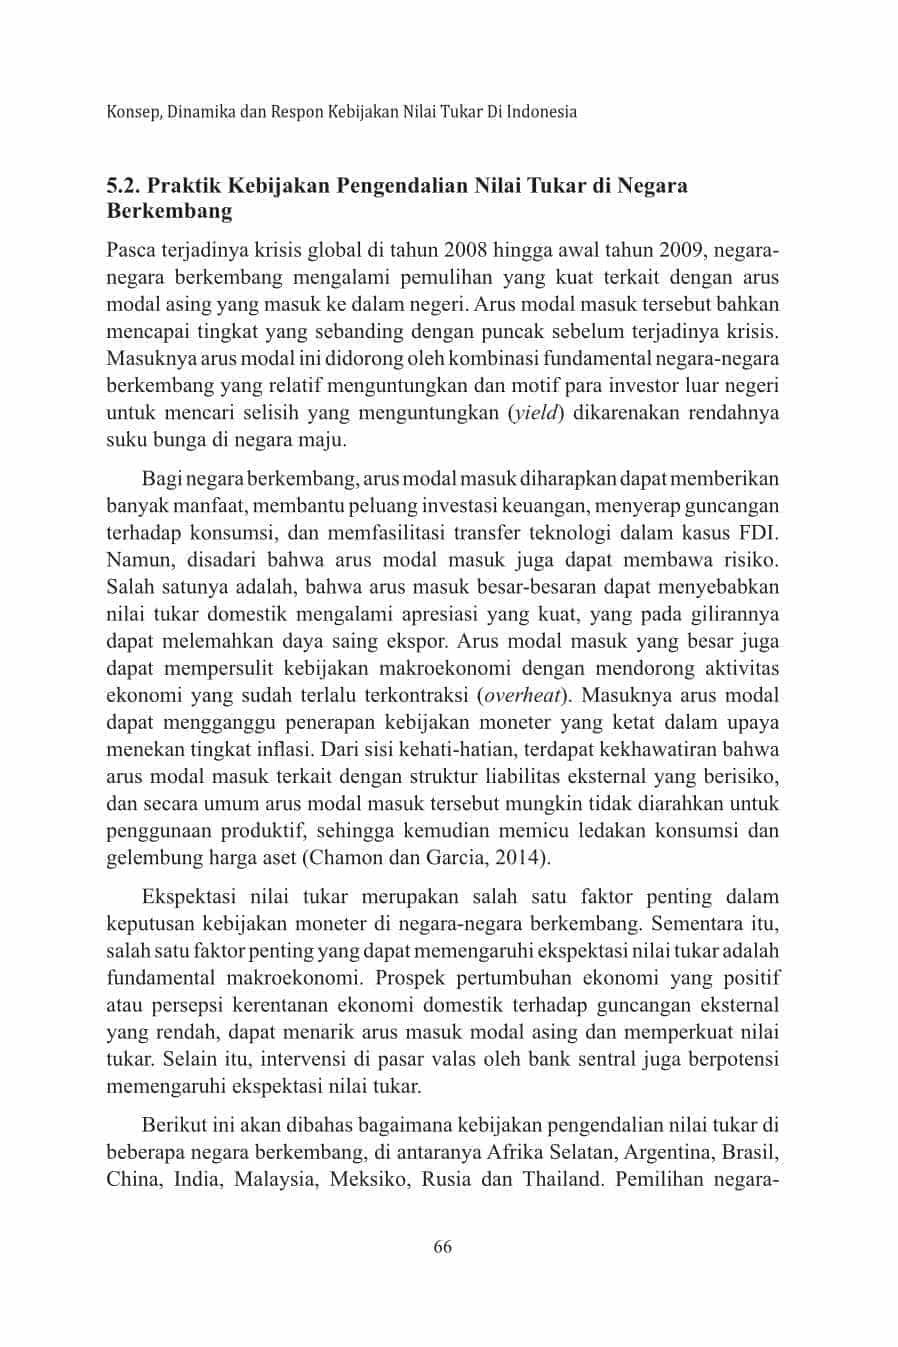 Konsep, Dinamika dan Respon Kebijakan Nilai Tukar Di Indonesia
5.2. Praktik Kebijakan Pengendalian Nilai Tukar di Negara
Berkembang
Pasca terjadinya krisis global di tahun 2008 hingga awal tahun 2009, negara-
negara berkembang mengalami pemulihan yang kuat terkait dengan arus
modal asing yang masuk ke dalam negeri. Arus modal masuk tersebut bahkan
mencapai tingkat yang sebanding dengan puncak sebelum terjadinya krisis.
Masuknya arus modal ini didorong oleh kombinasi fundamental negara-negara
berkembang yang relatif menguntungkan dan motif para investor luar negeri
untuk mencari selisih yang menguntungkan (yield) dikarenakan rendahnya
suku bunga di negara maju.
Bagi negara berkembang, arus modal masuk diharapkan dapat memberikan
banyak manfaat, membantu peluang investasi keuangan, menyerap guncangan
terhadap konsumsi, dan memfasilitasi transfer teknologi dalam kasus FDI.
Namun, disadari bahwa arus modal masuk juga dapat membawa risiko.
Salah satunya adalah, bahwa arus masuk besar-besaran dapat menyebabkan
nilai tukar domestik mengalami apresiasi yang kuat, yang pada gilirannya
dapat melemahkan daya saing ekspor. Arus modal masuk yang besar juga
dapat mempersulit kebijakan makroekonomi dengan mendorong aktivitas
ekonomi yang sudah terlalu terkontraksi (overheat). Masuknya arus modal
dapat mengganggu penerapan kebijakan moneter yang ketat dalam upaya
menekan tingkat inflasi. Dari sisi kehati-hatian, terdapat kekhawatiran bahwa
arus modal masuk terkait dengan struktur liabilitas eksternal yang berisiko,
dan secara umum arus modal masuk tersebut mungkin tidak diarahkan untuk
penggunaan produktif, sehingga kemudian memicu ledakan konsumsi dan
gelembung harga aset (Chamon dan Garcia, 2014).
Ekspektasi nilai tukar merupakan salah satu faktor penting dalam
keputusan kebijakan moneter di negara-negara berkembang. Sementara itu,
salah satu faktor penting yang dapat memengaruhi ekspektasi nilai tukar adalah
fundamental makroekonomi. Prospek pertumbuhan ekonomi yang positif
atau persepsi kerentanan ekonomi domestik terhadap guncangan eksternal
yang rendah, dapat menarik arus masuk modal asing dan memperkuat nilai
tukar. Selain itu, intervensi di pasar valas oleh bank sentral juga berpotensi
memengaruhi ekspektasi nilai tukar.
Berikut ini akan dibahas bagaimana kebijakan pengendalian nilai tukar di
beberapa negara berkembang, di antaranya Afrika Selatan, Argentina, Brasil,
China, India, Malaysia, Meksiko, Rusia dan Thailand. Pemilihan negara-
66